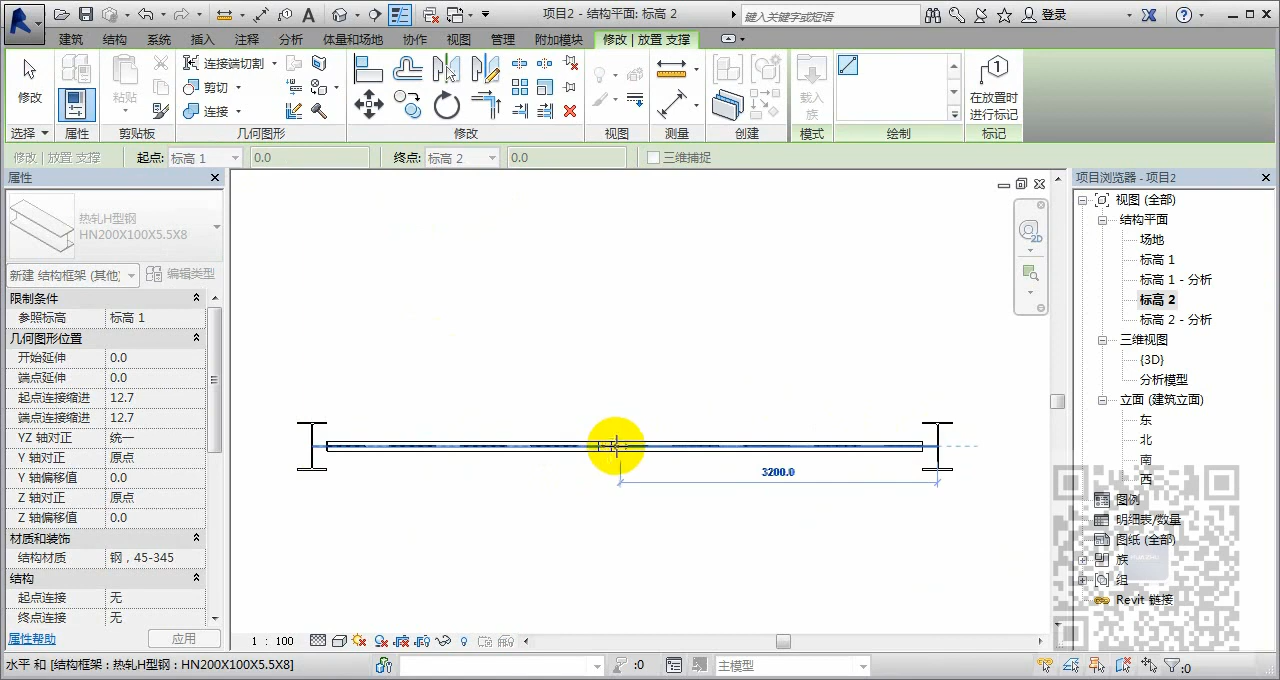 项目2 - 结构平面: 标高 2
键入关键字或短语
登录
建筑 结构 系统 插入 注释 分析 体量和场地 协作 视图 管理 附加模块 修改 | 放置 支撑
修改
粘贴
连接端切割
剪切
连接
载入
族
1
在放置时
进行标记
选择 属性 剪贴板 几何图形 修改 视图 测量 创建 模式 绘制 标记
修改 | 放置 支撑 起点: 标高 1 0.0 终点: 标高 2 0.0 三维捕捉
属性
热轧H型钢
HN200X100X5.5X8
新建 结构框架 (其他) 编辑类型
限制条件
参照标高 标高 1
几何图形位置
开始延伸 0.0
端点延伸 0.0
起点连接缩进 12.7
端点连接缩进 12.7
YZ 轴对正 统一
Y 轴对正 原点
Y 轴偏移值 0.0
Z 轴对正 原点
Z 轴偏移值 0.0
材质和装饰
结构材质 钢，45-345
结构
起点连接 无
终点连接 无
属性帮助 应用
2D
3200.0
项目浏览器 - 项目2
视图 (全部)
结构平面
场地
标高 1
标高 1 - 分析
标高 2
标高 2 - 分析
三维视图
{3D}
分析模型
立面 (建筑立面)
东
北
南
西
图例
明细表/数量
图纸 (全部)
族
组
Revit 链接
1 : 100
水平 和 [结构框架 : 热轧H型钢 : HN200X100X5.5X8] :0 主模型 :0